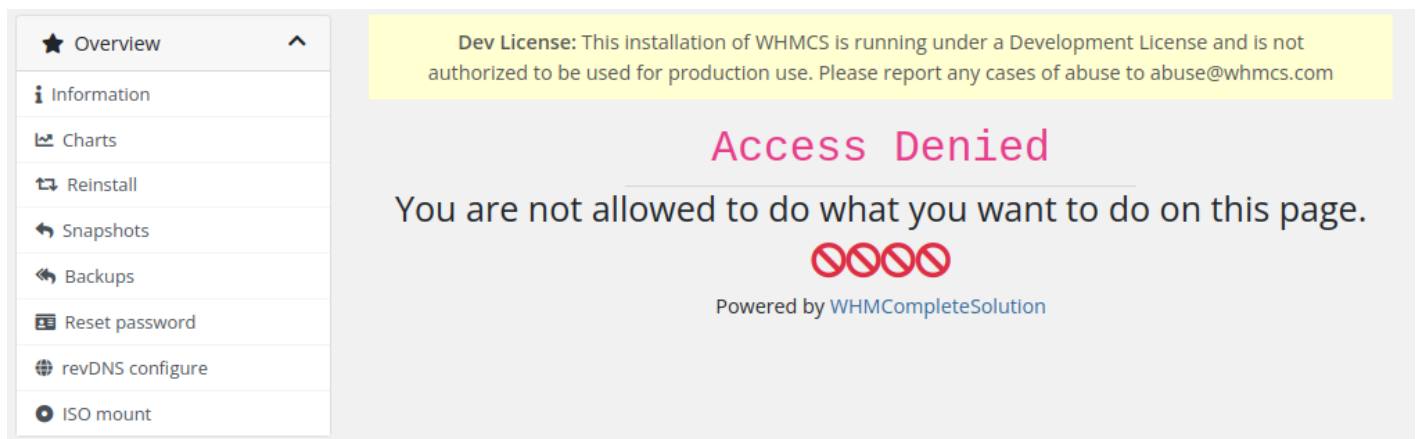 Overview
Information
Charts
Reinstall
Snapshots
Backups
Reset password
revDNS configure
ISO mount
Dev License: This installation of WHMCS is running under a Development License and is not
authorized to be used for production use. Please report any cases of abuse to abuse@whmcs.com
Access Denied
You are not allowed to do what you want to do on this page.
Powered by WHMCompleteSolution